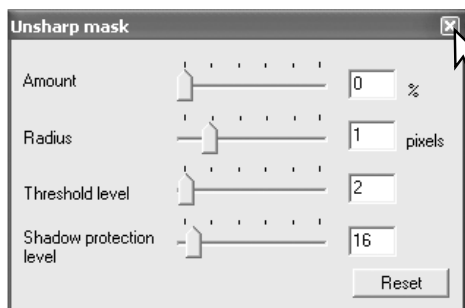 Unsharp mask
Amount 0 %
Radius 1 pixels
Threshold level 2
Shadow protection
level 16
Reset